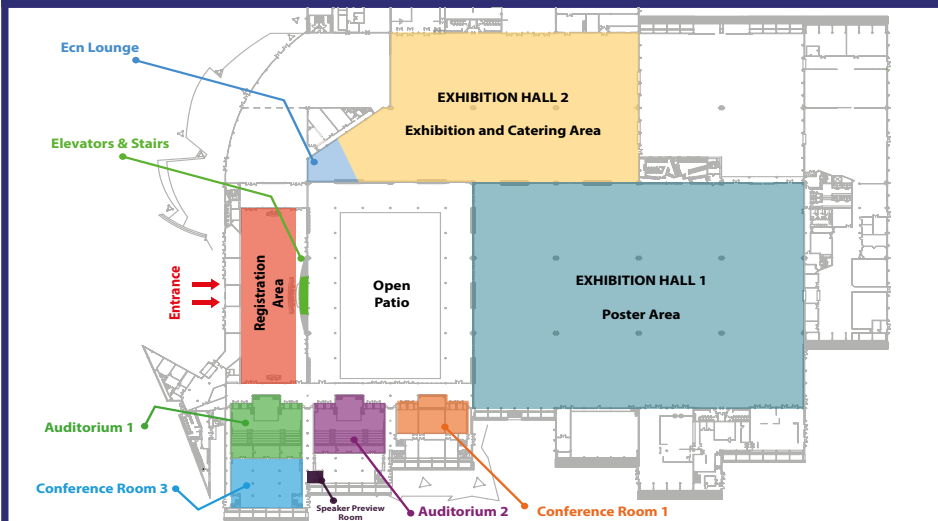 Ecn Lounge
EXHIBITION HALL 2
Exhibition and Catering Area
Elevators & Stairs
Entrance
Registration
Area
Open
Patio
EXHIBITION HALL 1
Poster Area
Auditorium 1
Conference Room 3
Speaker Preview
Room
Auditorium 2
Conference Room 1